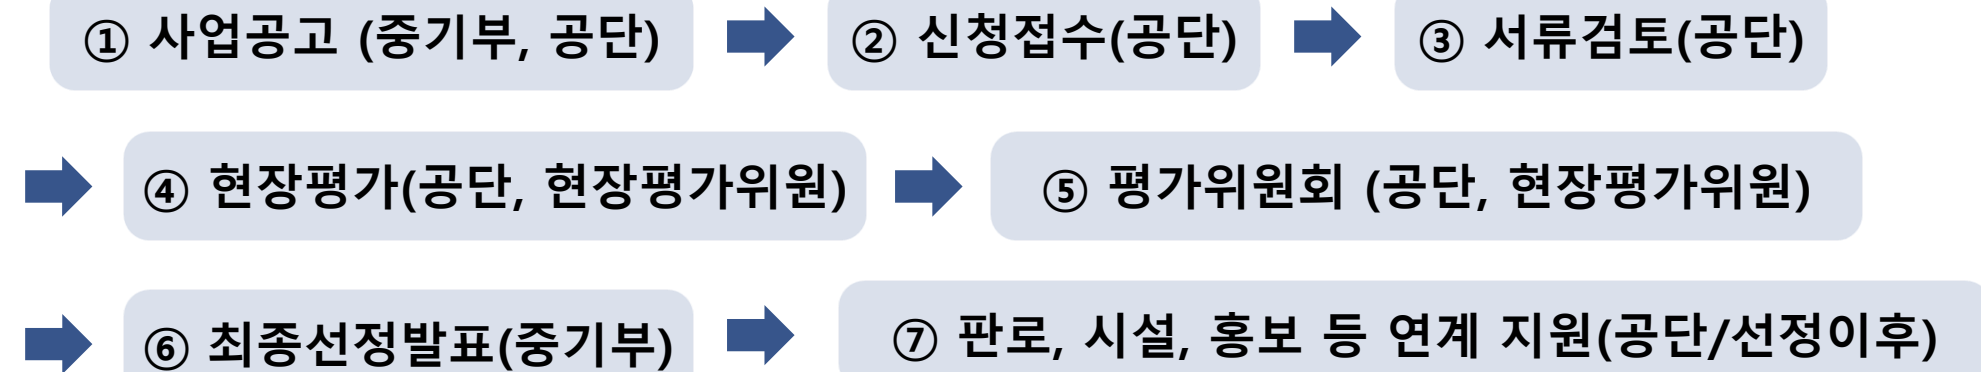 ① 사업공고 (중기부, 공단) ② 신청접수(공단) ③ 서류검토(공단)
④ 현장평가(공단, 현장평가위원) ⑤ 평가위원회 (공단, 현장평가위원)
⑥ 최종선정발표(중기부) ⑦ 판로, 시설, 홍보 등 연계 지원(공단/선정이후)